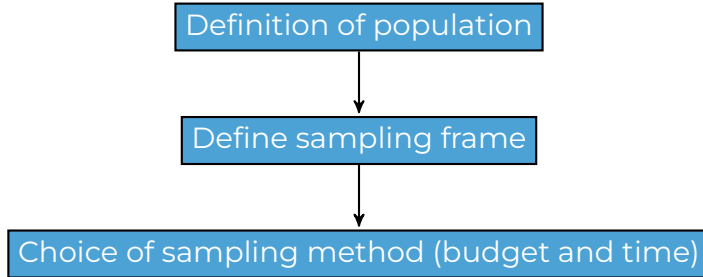 Definition of population
Define sampling frame
Choice of sampling method (budget and time)